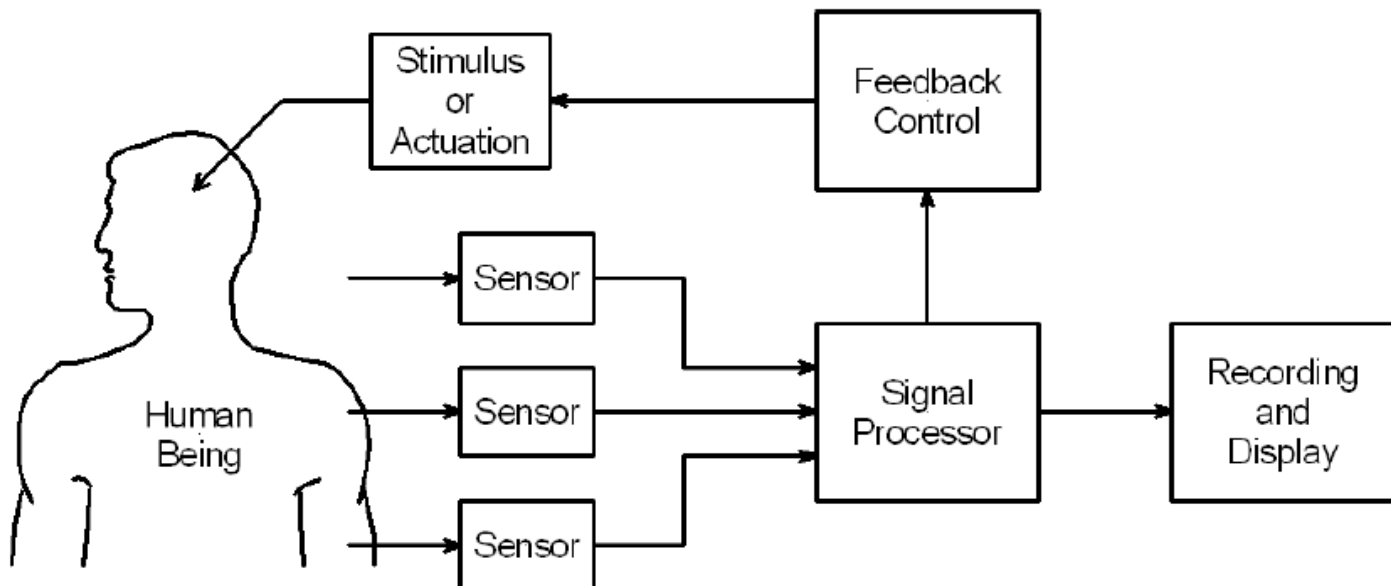 Stimulus
or
Actuation
Feedback
Control
Sensor
Sensor
Sensor
Human
Being
Signal
Processor
Recording
and
Display